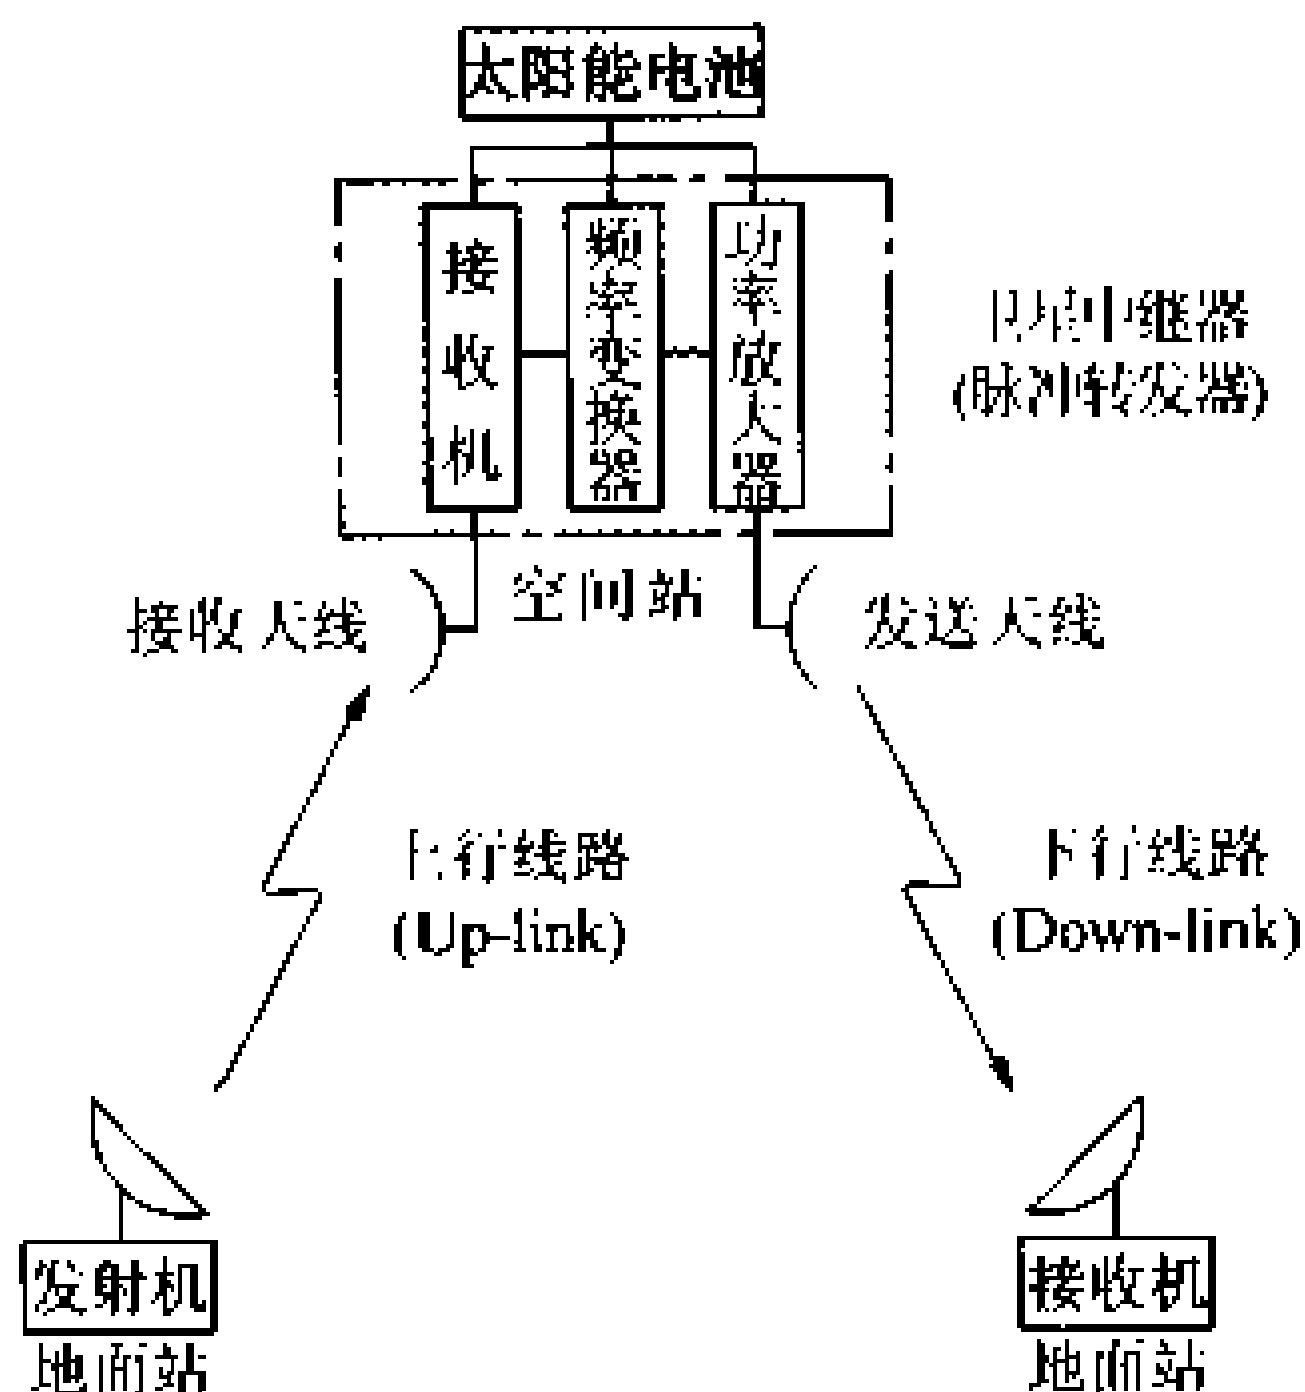 太阳能电池
接收机
频率变换器
功率放大器
卫星中继器
(脉冲转发器)
空间站
接收天线
发送天线
上行线路
(Up-link)
下行线路
(Down-link)
发射机
地面站
接收机
地面站